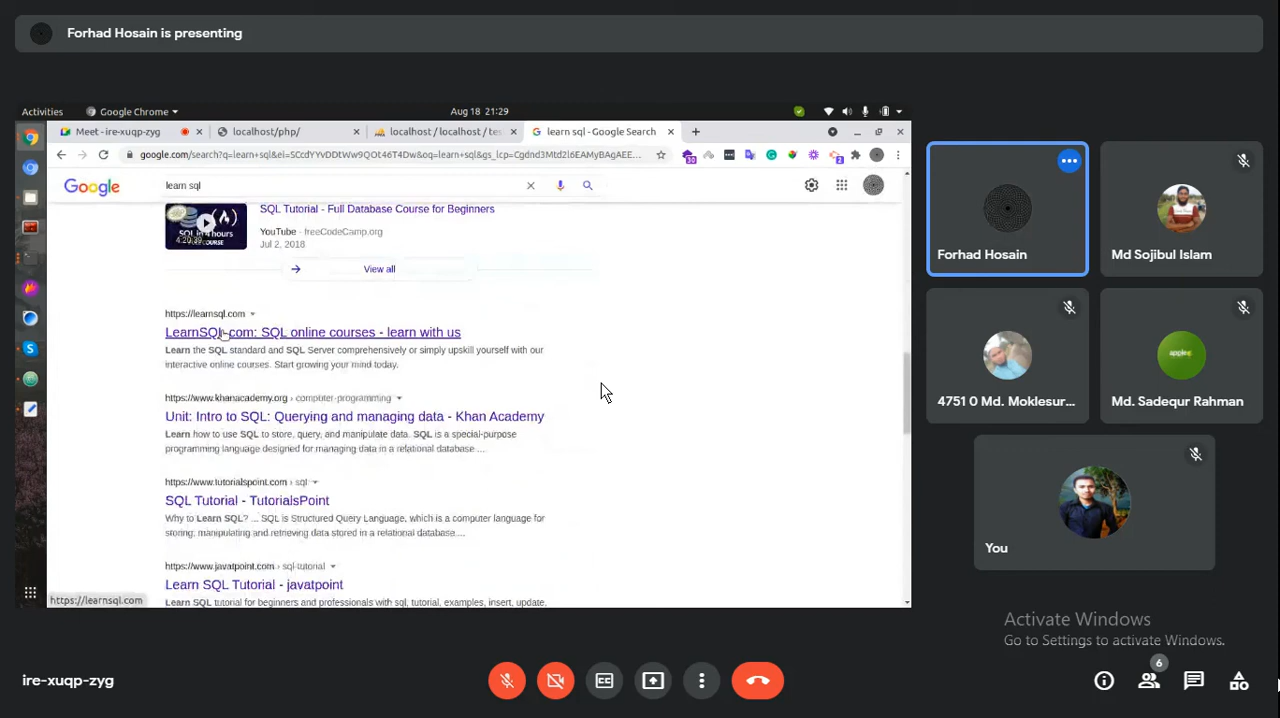 Forhad Hosain is presenting
Activities
Google Chrome
Aug 18 21:29
Meet - ire-xuqp-zyg
localhost/php/
localhost / localhost / tes
learn sql - Google Search
google.com/search?q=learn+sql&ei=SCcdYYvDDtWw9QOt46T4Dw&oq=learn+sql&gs_lcp=Cgdnd3Mtd2l6EAMyBAgAEE...
30
2
Google
learn sql
SQL Tutorial - Full Database Course for Beginners
YouTube · freeCodeCamp.org
Jul 2, 2018
View all
https://learnsql.com
LearnSQL.com: SQL online courses - learn with us
Learn the SQL standard and SQL Server comprehensively or simply upskill yourself with our
interactive online courses. Start growing your mind today.
https://www.khanacademy.org › computer-programming
Unit: Intro to SQL: Querying and managing data - Khan Academy
Learn how to use SQL to store, query, and manipulate data. SQL is a special-purpose
programming language designed for managing data in a relational database ...
https://www.tutorialspoint.com › sql
SQL Tutorial - TutorialsPoint
Why to Learn SQL? ... SQL is Structured Query Language, which is a computer language for
storing, manipulating and retrieving data stored in a relational database....
https://www.javatpoint.com › sql-tutorial
Learn SQL Tutorial - javatpoint
Learn SQL tutorial for beginners and professionals with sql, tutorial, examples, insert, update,
https://learnsql.com
Forhad Hosain
Md Sojibul Islam
4751 0 Md. Moklesur...
Md. Sadequr Rahman
You
Activate Windows
Go to Settings to activate Windows.
ire-xuqp-zyg
6